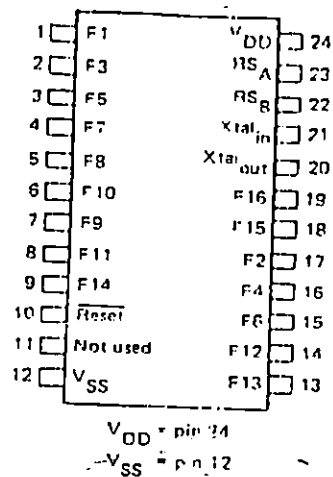 1 F1 VDD 24
2 F3 RSA 23
3 F5 RSB 22
4 F7 Xtalin 21
5 F8 Xtalout 20
6 F10 F16 19
7 F9 F15 18
8 F11 F2 17
9 F14 F4 16
10 Reset F6 15
11 Not used F12 14
12 VSS F13 13
VDD = pin 24
VSS = pin 12